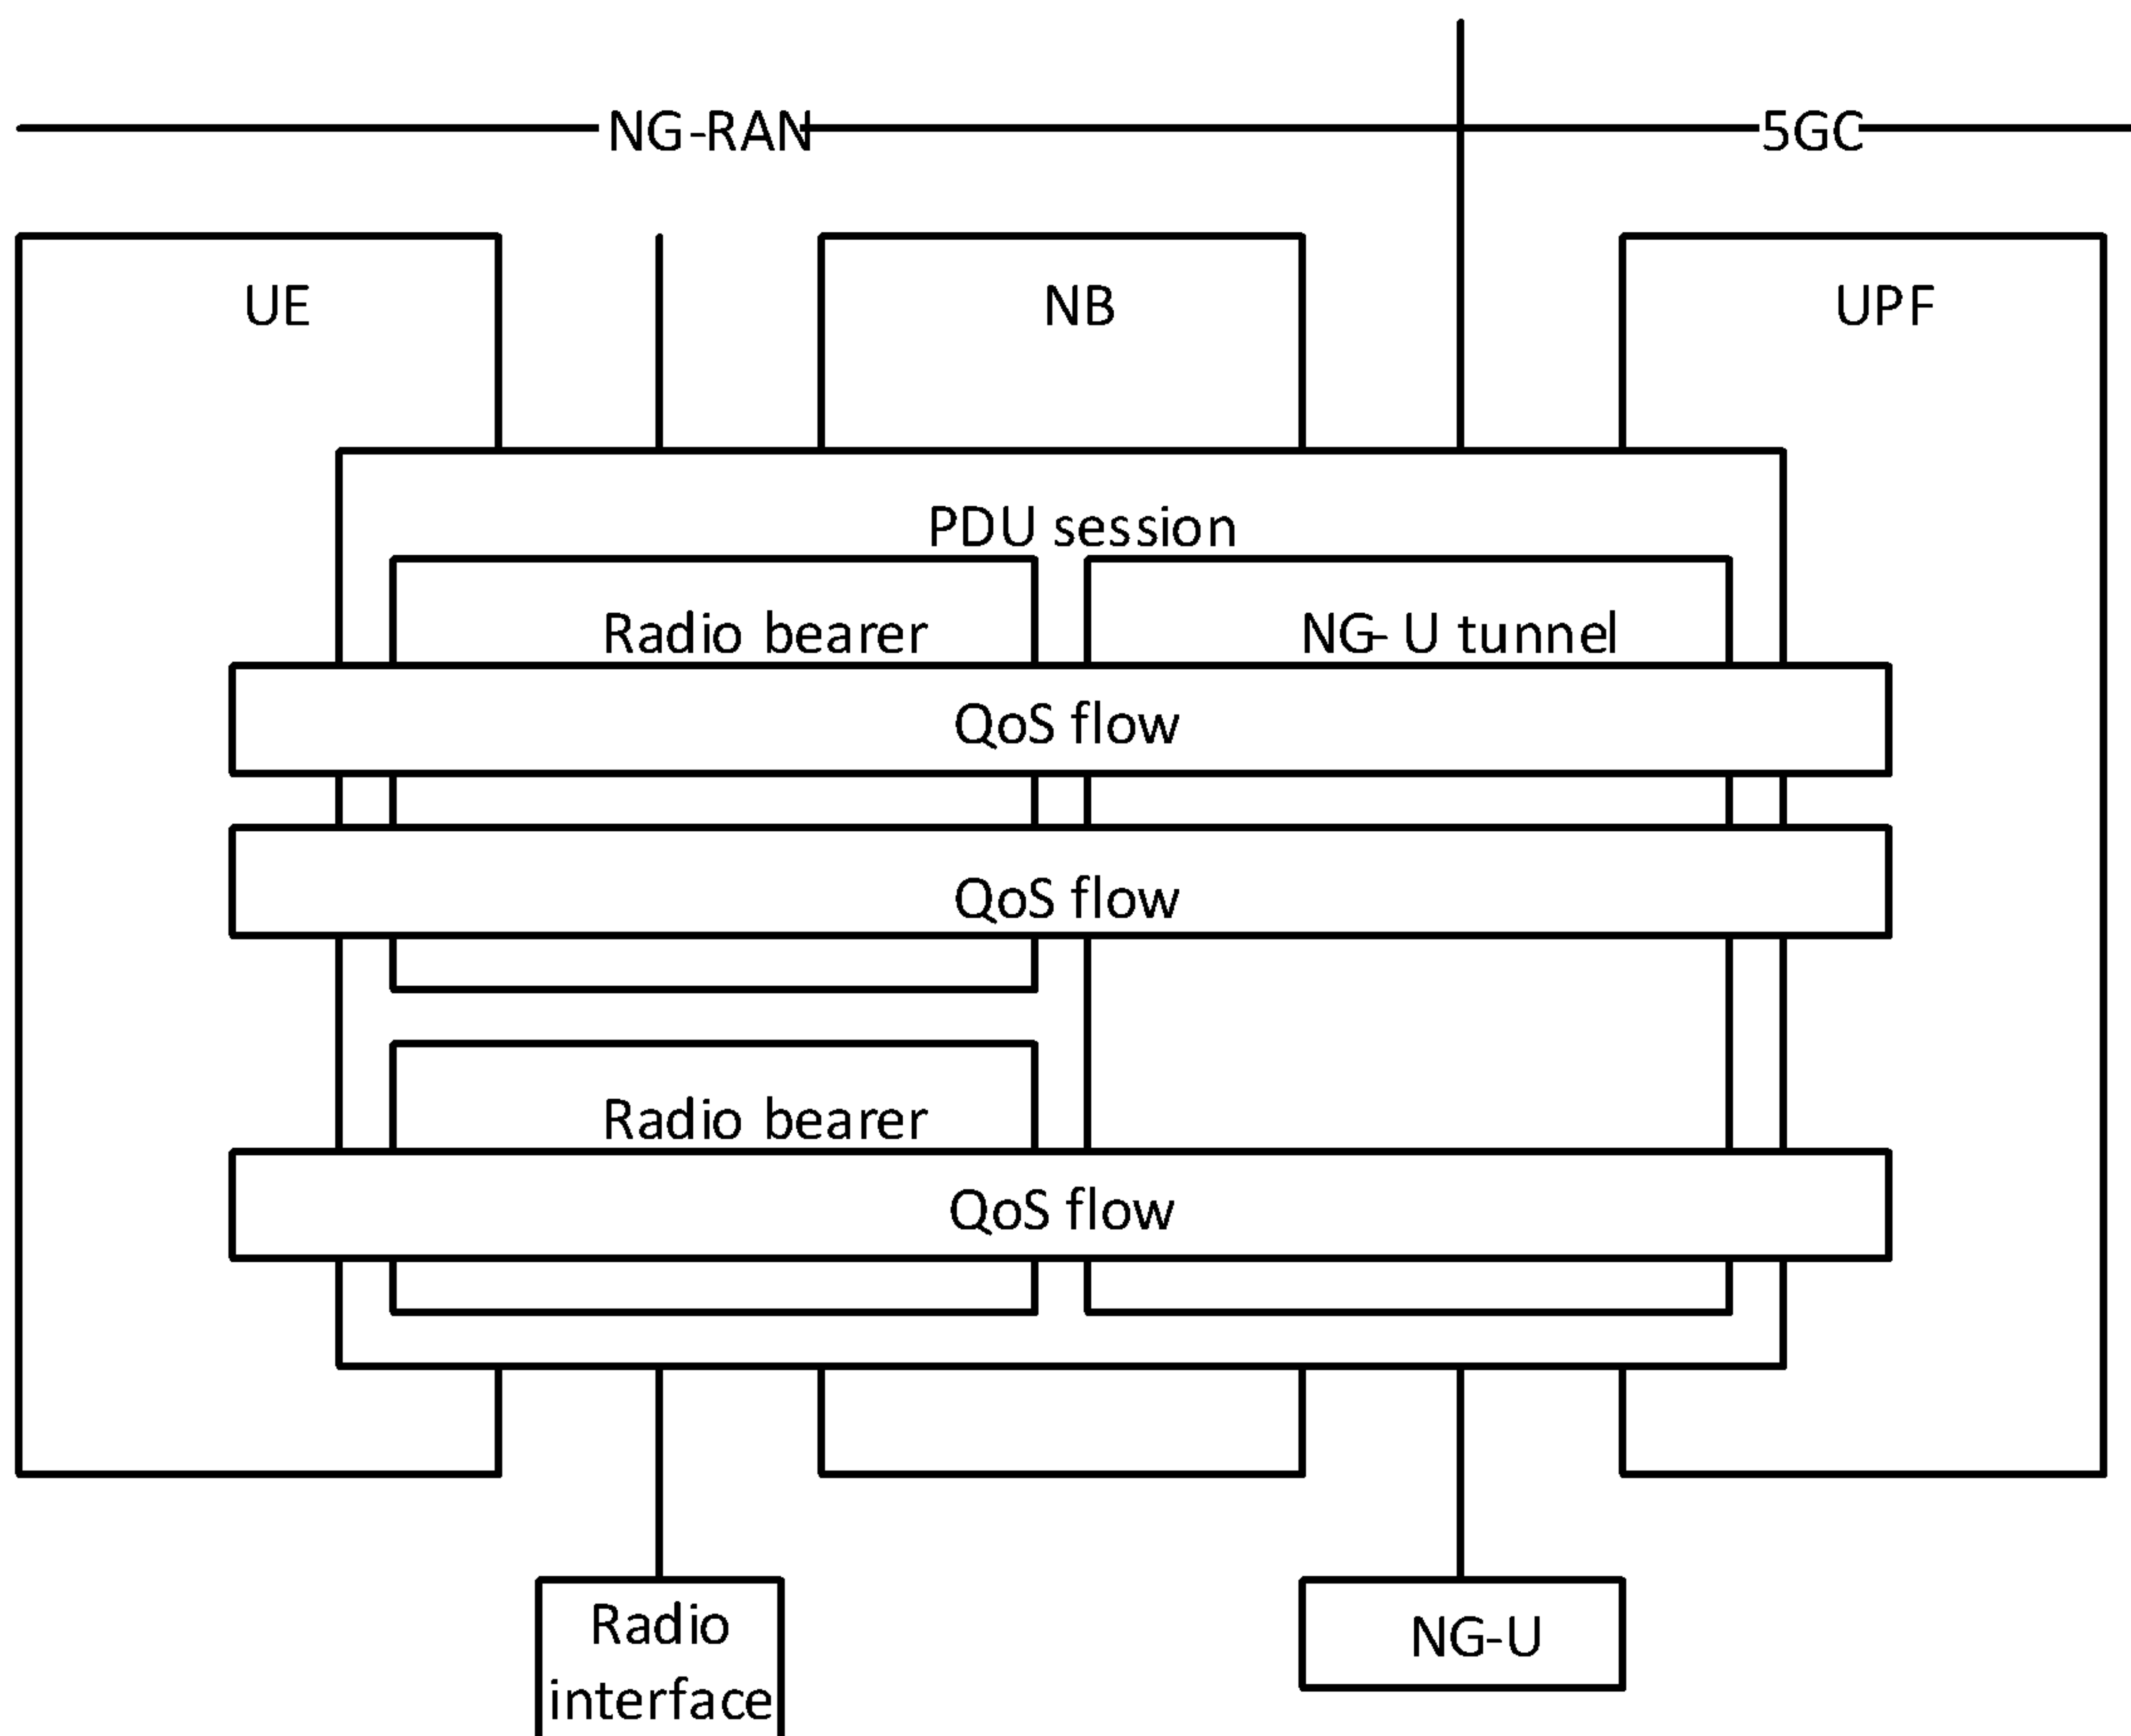 NG-RAN
5GC
UE
NB
UPF
PDU session
Radio bearer
NG- U tunnel
QoS flow
QoS flow
Radio bearer
QoS flow
Radio
interface
NG-U